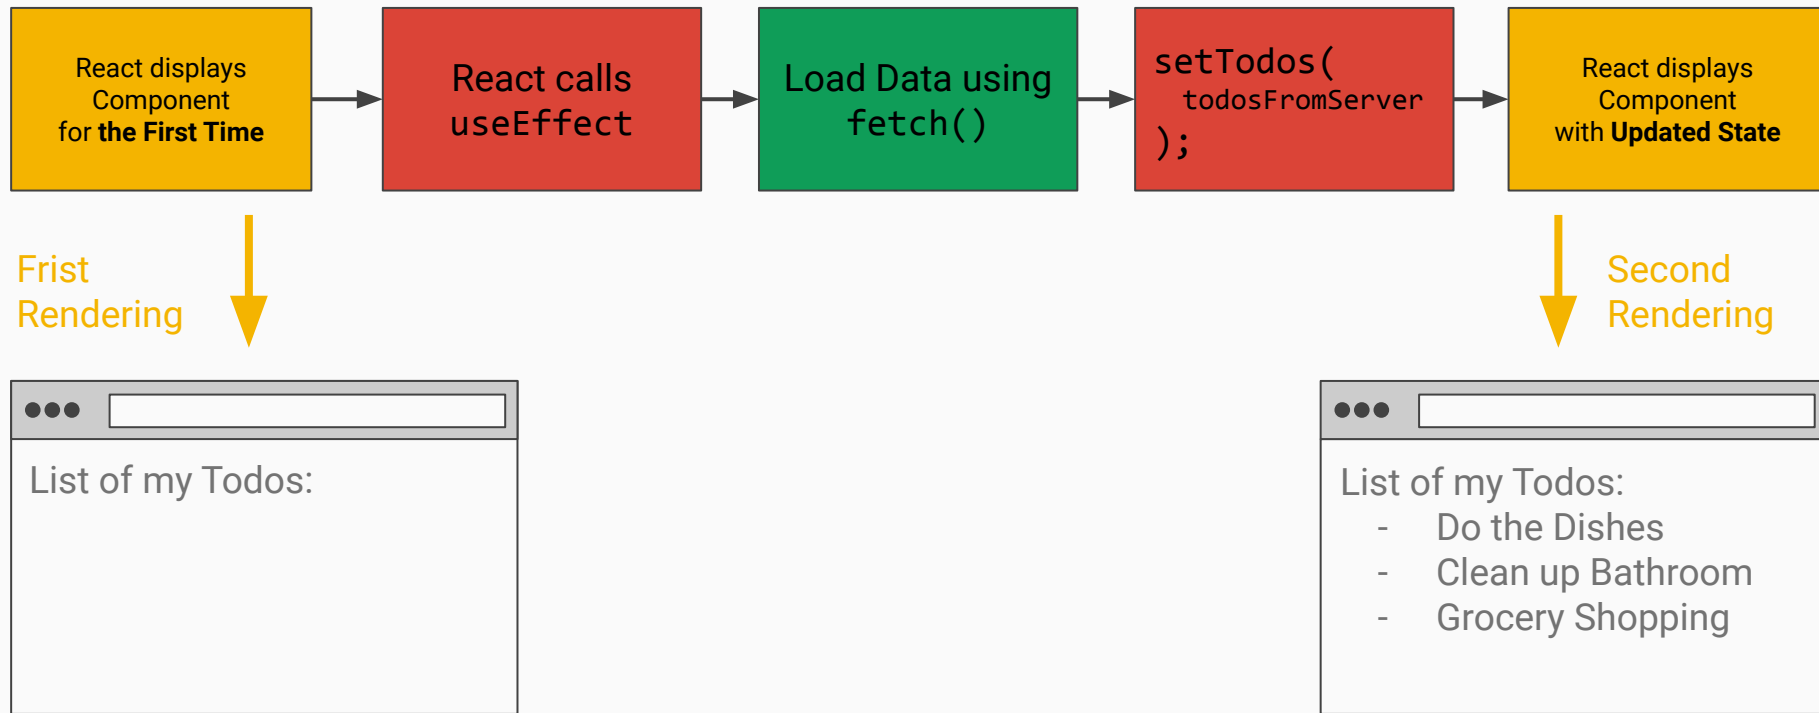 React displays
Component
for the First Time
React calls
useEffect
Load Data using
fetch()
setTodos(
todosFromServer
);
React displays
Component
with Updated State
Frist
Rendering
Second
Rendering
List of my Todos:
List of my Todos:
- Do the Dishes
- Clean up Bathroom
- Grocery Shopping